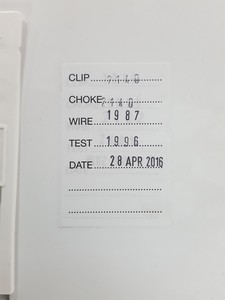 CLIP
CHOKE
WIRE 1987
TEST 1996
DATE 28 APR 2016